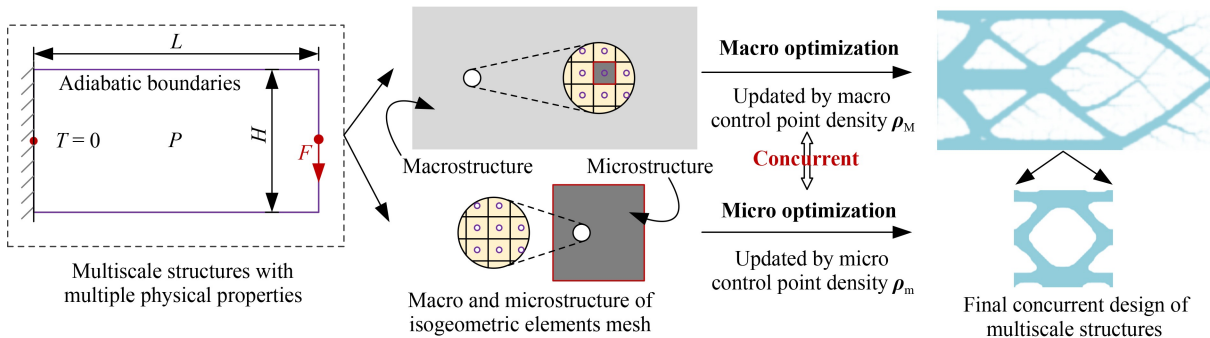 L
Adiabatic boundaries
T = 0
P
H
F
Multiscale structures with
multiple physical properties
Macrostructure
Microstructure
Macro and microstructure of
isogeometric elements mesh
Macro optimization
Updated by macro
control point density ρM
Concurrent
Micro optimization
Updated by micro
control point density ρm
Final concurrent design of
multiscale structures